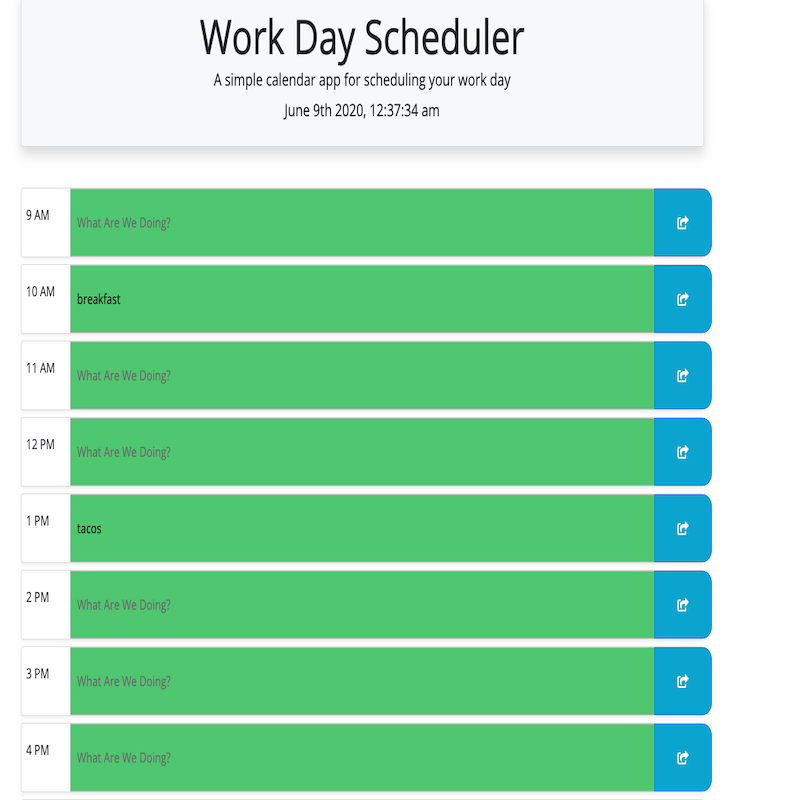 Work Day Scheduler
A simple calendar app for scheduling your work day
June 9th 2020, 12:37:34 am
9 AM
What Are We Doing?
10 AM
breakfast
11 AM
What Are We Doing?
12 PM
What Are We Doing?
1 PM
tacos
2 PM
What Are We Doing?
3 PM
What Are We Doing?
4 PM
What Are We Doing?